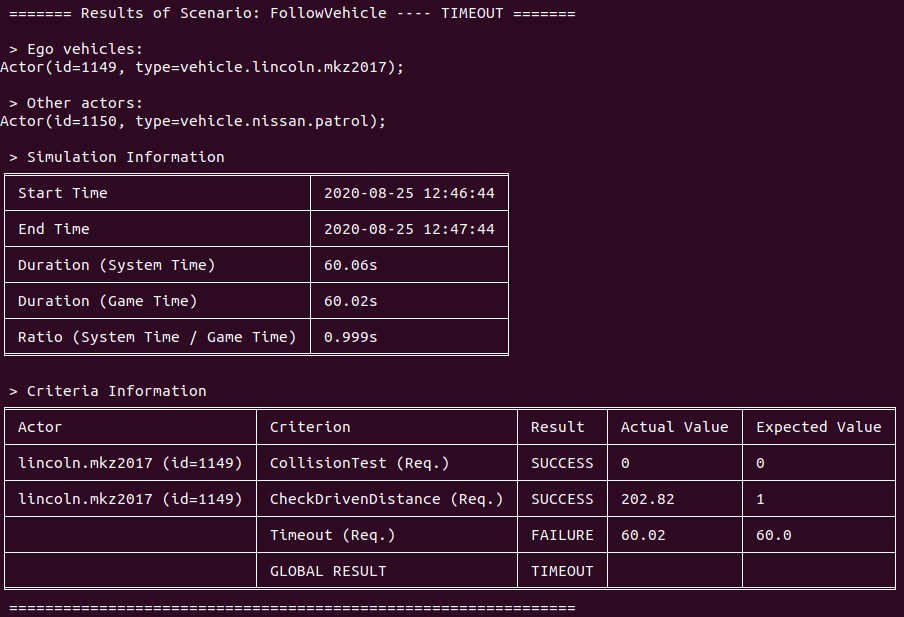 ======= Results of Scenario: FollowVehicle ---- TIMEOUT =======
> Ego vehicles:
Actor(id=1149, type=vehicle.lincoln.mkz2017);
> Other actors:
Actor(id=1150, type=vehicle.nissan.patrol);
> Simulation Information
Start Time 2020-08-25 12:46:44
End Time 2020-08-25 12:47:44
Duration (System Time) 60.06s
Duration (Game Time) 60.02s
Ratio (System Time / Game Time) 0.999s
> Criteria Information
Actor Criterion Result Actual Value Expected Value
lincoln.mkz2017 (id=1149) CollisionTest (Req.) SUCCESS 0 0
lincoln.mkz2017 (id=1149) CheckDrivenDistance (Req.) SUCCESS 202.82 1
Timeout (Req.) FAILURE 60.02 60.0
GLOBAL RESULT TIMEOUT
===============================================================